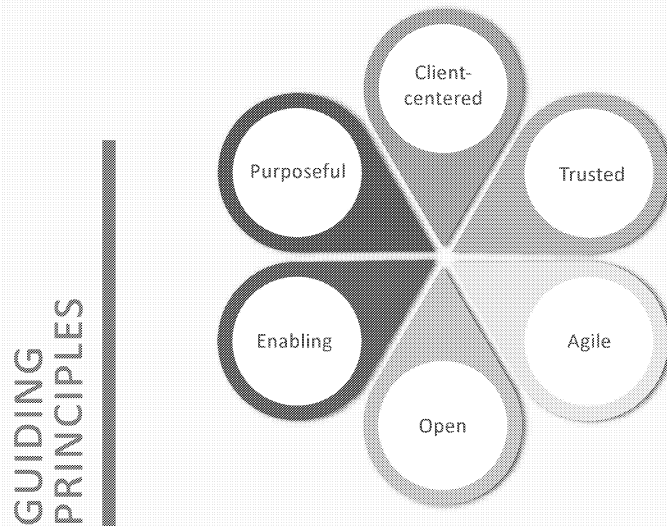 GUIDING
PRINCIPLES
Client-
centered
Trusted
Agile
Open
Enabling
Purposeful